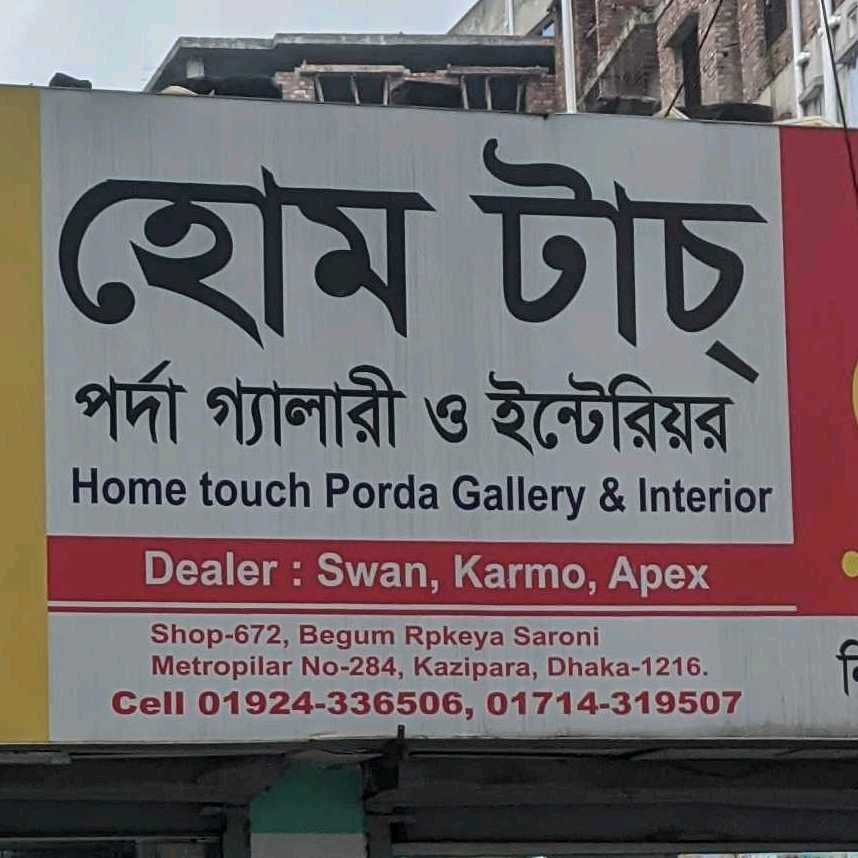 হোম টাচ্
পর্দা গ্যালারী ও ইন্টেরিয়র
Home touch Porda Gallery & Interior
Dealer : Swan, Karmo, Apex
Shop-672, Begum Rpkeya Saroni
Metropilar No-284, Kazipara, Dhaka-1216.
Cell 01924-336506, 01714-319507